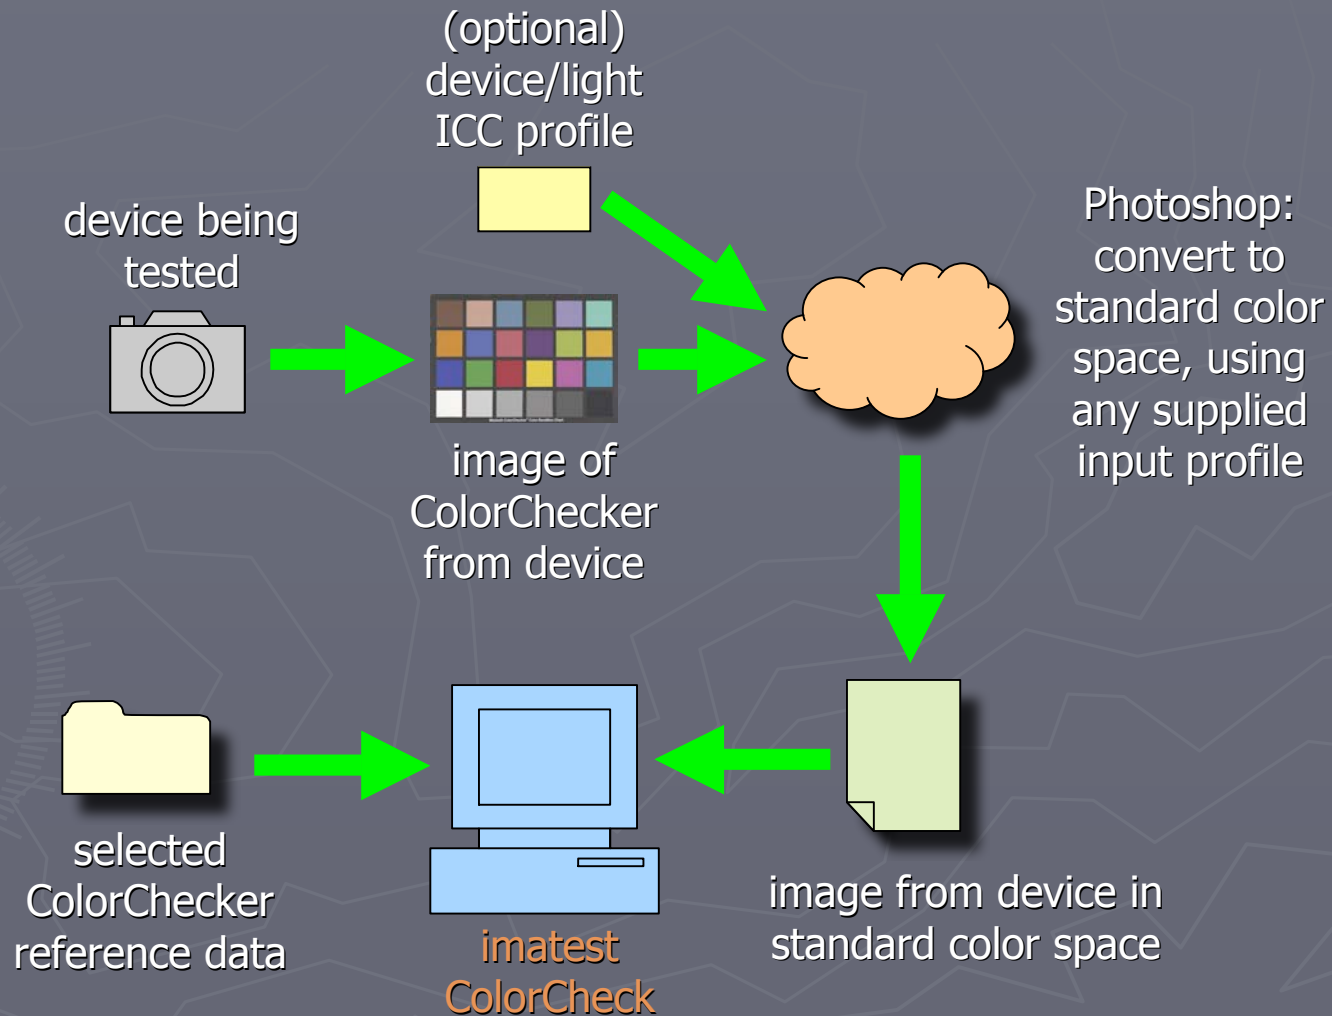 (optional)
device/light
ICC profile
device being
tested
Photoshop:
convert to
standard color
space, using
any supplied
input profile
image of
ColorChecker
from device
selected
ColorChecker
reference data
imatest
ColorCheck
image from device in
standard color space